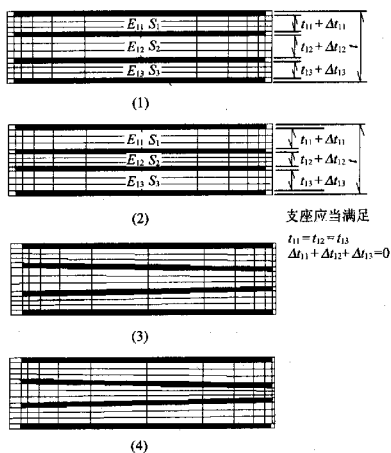 E₁₁ S₁ t₁₁ + Δt₁₁
E₁₂ S₂ t₁₂ + Δt₁₂
E₁₃ S₃ t₁₃ + Δt₁₃
(1)
E₁₁ S₁ t₁₁ + Δt₁₁
E₁₂ S₂ t₁₂ + Δt₁₂
E₁₃ S₃ t₁₃ + Δt₁₃
(2)
支座应当满足
t₁₁ = t₁₂ = t₁₃
Δt₁₁ + Δt₁₂ + Δt₁₃ = 0
(3)
(4)